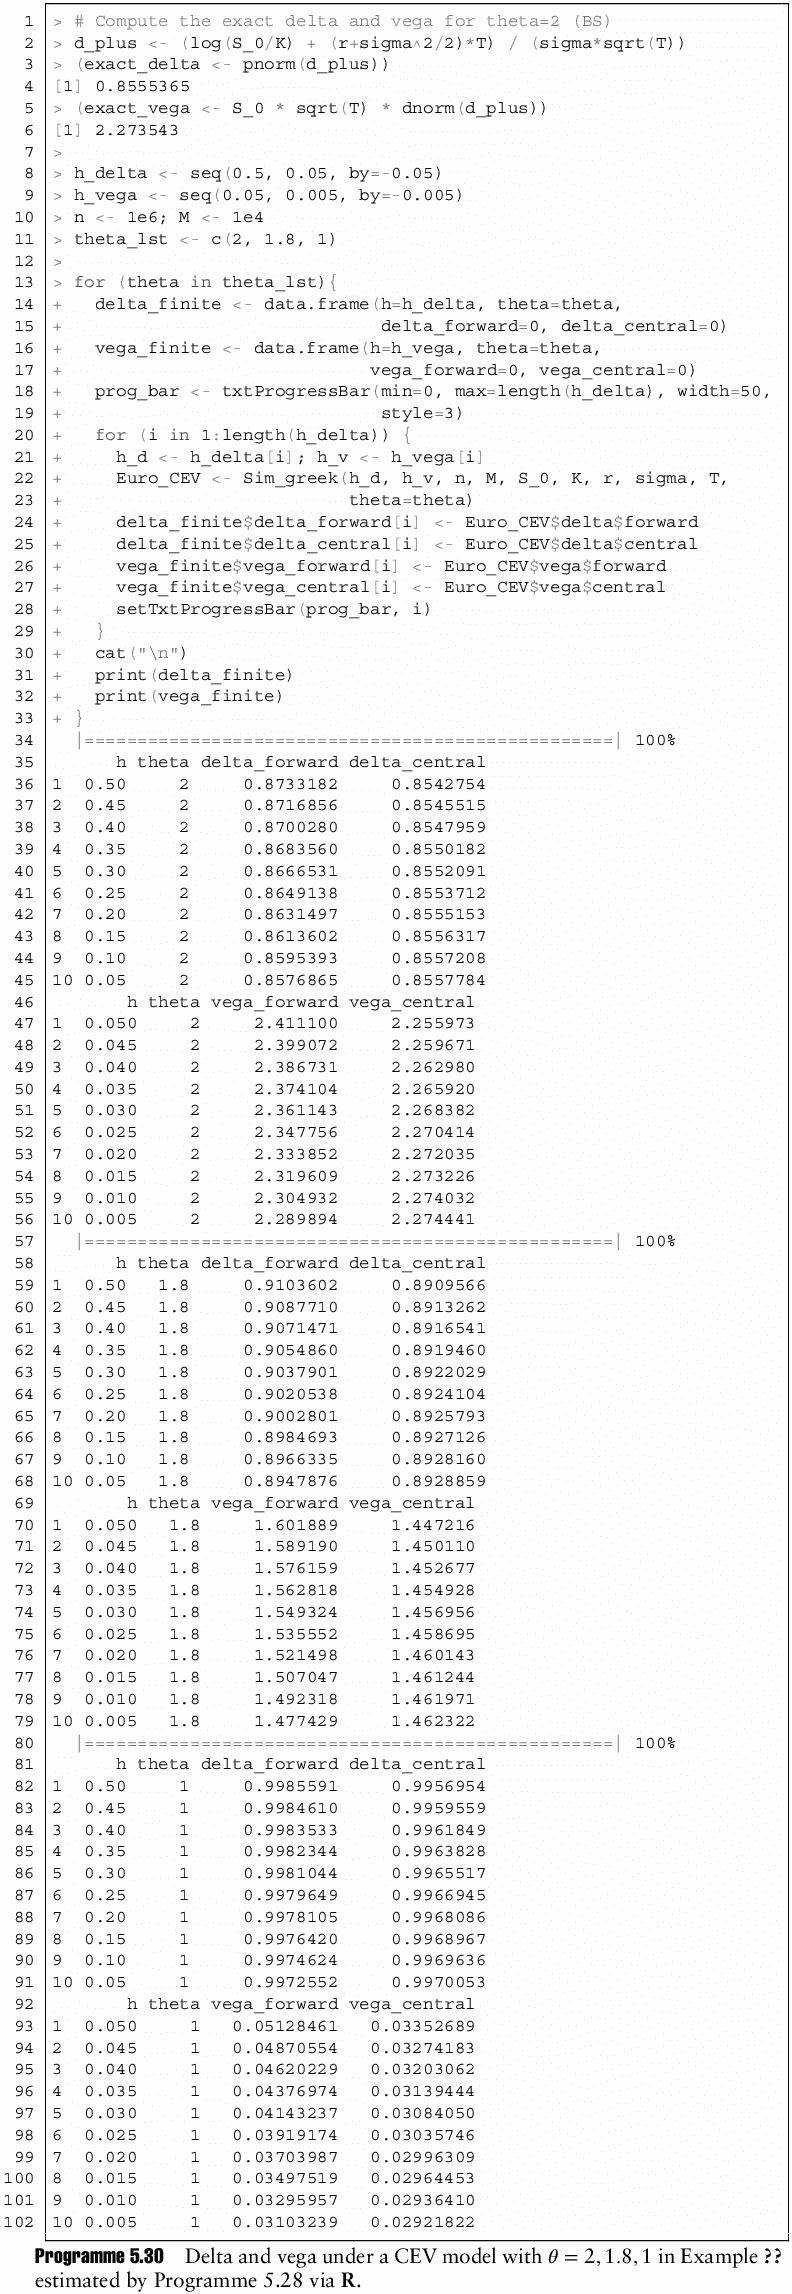 1 > # Compute the exact delta and vega for theta=2 (BS)
2 > d_plus <- (log(S_0/K) + (r+sigma^2/2)*T) / (sigma*sqrt(T))
3 > (exact_delta <- pnorm(d_plus))
4 [1] 0.8555365
5 > (exact_vega <- S_0 * sqrt(T) * dnorm(d_plus))
6 [1] 2.273543
7 >
8 > h_delta <- seq(0.5, 0.05, by=-0.05)
9 > h_vega <- seq(0.05, 0.005, by=-0.005)
10 > n <- 1e6; M <- 1e4
11 > theta_lst <- c(2, 1.8, 1)
12 >
13 > for (theta in theta_lst){
14 +   delta_finite <- data.frame(h=h_delta, theta=theta,
15 +                              delta_forward=0, delta_central=0)
16 +   vega_finite <- data.frame(h=h_vega, theta=theta,
17 +                             vega_forward=0, vega_central=0)
18 +   prog_bar <- txtProgressBar(min=0, max=length(h_delta), width=50,
19 +                              style=3)
20 +   for (i in 1:length(h_delta)) {
21 +     h_d <- h_delta[i]; h_v <- h_vega[i]
22 +     Euro_CEV <- Sim_greek(h_d, h_v, n, M, S_0, K, r, sigma, T,
23 +                           theta=theta)
24 +     delta_finite$delta_forward[i] <- Euro_CEV$delta$forward
25 +     delta_finite$delta_central[i] <- Euro_CEV$delta$central
26 +     vega_finite$vega_forward[i] <- Euro_CEV$vega$forward
27 +     vega_finite$vega_central[i] <- Euro_CEV$vega$central
28 +     setTxtProgressBar(prog_bar, i)
29 +   }
30 +   cat("\n")
31 +   print(delta_finite)
32 +   print(vega_finite)
33 + }
34   |==================================================| 100%
35       h theta delta_forward delta_central
36 1  0.50     2     0.8733182     0.8542754
37 2  0.45     2     0.8716856     0.8545515
38 3  0.40     2     0.8700280     0.8547959
39 4  0.35     2     0.8683560     0.8550182
40 5  0.30     2     0.8666531     0.8552091
41 6  0.25     2     0.8649138     0.8553712
42 7  0.20     2     0.8631497     0.8555153
43 8  0.15     2     0.8613602     0.8556317
44 9  0.10     2     0.8595393     0.8557208
45 10 0.05     2     0.8576865     0.8557784
46        h theta vega_forward vega_central
47 1  0.050     2     2.411100     2.255973
48 2  0.045     2     2.399072     2.259671
49 3  0.040     2     2.386731     2.262980
50 4  0.035     2     2.374104     2.265920
51 5  0.030     2     2.361143     2.268382
52 6  0.025     2     2.347756     2.270414
53 7  0.020     2     2.333852     2.272035
54 8  0.015     2     2.319609     2.273226
55 9  0.010     2     2.304932     2.274032
56 10 0.005     2     2.289894     2.274441
57   |==================================================| 100%
58       h theta delta_forward delta_central
59 1  0.50   1.8     0.9103602     0.8909566
60 2  0.45   1.8     0.9087710     0.8913262
61 3  0.40   1.8     0.9071471     0.8916541
62 4  0.35   1.8     0.9054860     0.8919460
63 5  0.30   1.8     0.9037901     0.8922029
64 6  0.25   1.8     0.9020538     0.8924104
65 7  0.20   1.8     0.9002801     0.8925793
66 8  0.15   1.8     0.8984693     0.8927126
67 9  0.10   1.8     0.8966335     0.8928160
68 10 0.05   1.8     0.8947876     0.8928859
69        h theta vega_forward vega_central
70 1  0.050   1.8     1.601889     1.447216
71 2  0.045   1.8     1.589190     1.450110
72 3  0.040   1.8     1.576159     1.452677
73 4  0.035   1.8     1.562818     1.454928
74 5  0.030   1.8     1.549324     1.456956
75 6  0.025   1.8     1.535552     1.458695
76 7  0.020   1.8     1.521498     1.460143
77 8  0.015   1.8     1.507047     1.461244
78 9  0.010   1.8     1.492318     1.461971
79 10 0.005   1.8     1.477429     1.462322
80   |==================================================| 100%
81       h theta delta_forward delta_central
82 1  0.50     1     0.9985591     0.9956954
83 2  0.45     1     0.9984610     0.9959559
84 3  0.40     1     0.9983533     0.9961849
85 4  0.35     1     0.9982344     0.9963828
86 5  0.30     1     0.9981044     0.9965517
87 6  0.25     1     0.9979649     0.9966945
88 7  0.20     1     0.9978105     0.9968086
89 8  0.15     1     0.9976420     0.9968967
90 9  0.10     1     0.9974624     0.9969636
91 10 0.05     1     0.9972552     0.9970053
92        h theta vega_forward vega_central
93 1  0.050     1   0.05128461   0.03352689
94 2  0.045     1   0.04870554   0.03274183
95 3  0.040     1   0.04620229   0.03203062
96 4  0.035     1   0.04376974   0.03139444
97 5  0.030     1   0.04143237   0.03084050
98 6  0.025     1   0.03919174   0.03035746
99 7  0.020     1   0.03703987   0.02996309
100 8  0.015     1   0.03497519   0.02964453
101 9  0.010     1   0.03295957   0.02936410
102 10 0.005     1   0.03103239   0.02921822
Programme 5.30 Delta and vega under a CEV model with θ = 2, 1.8, 1 in Example ??
estimated by Programme 5.28 via R.